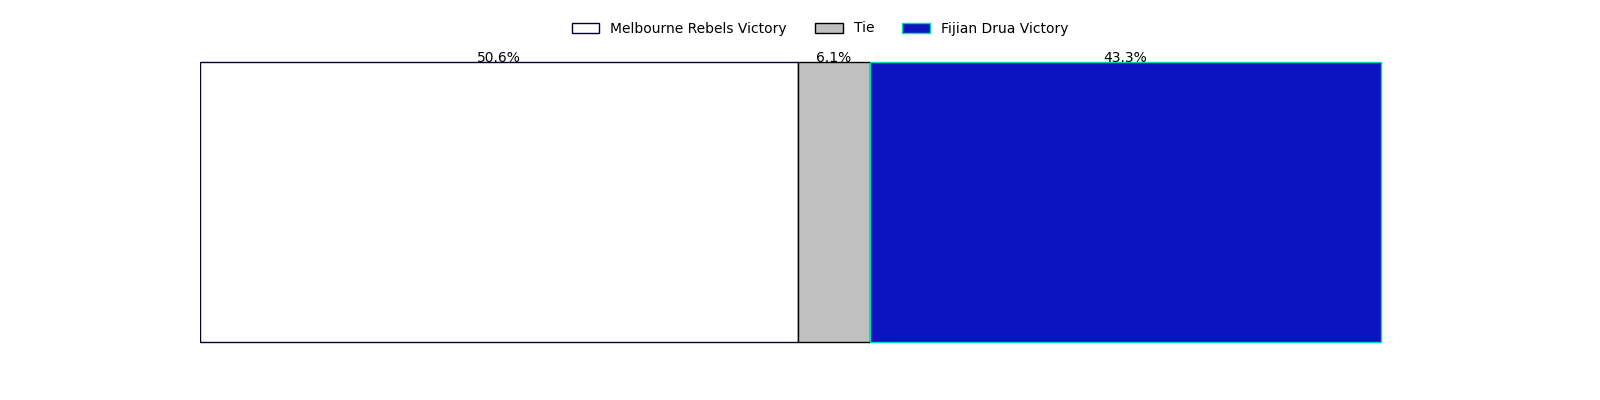 Melbourne Rebels Victory Tie Fijian Drua Victory
50.6% 6.1% 43.3%